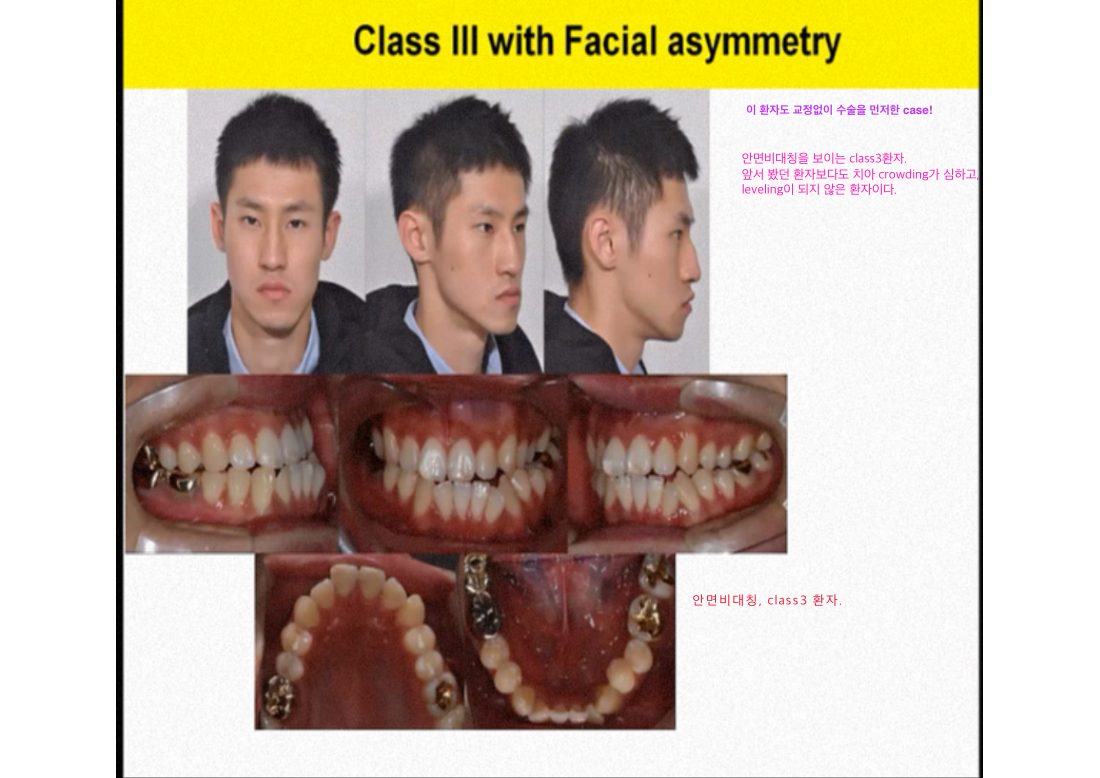 Class III with Facial asymmetry
이 환자도 교정없이 수술을 먼저한 case!
안면비대칭을 보이는 class3환자.
앞서 봤던 환자보다도 치아 crowding가 심하고,
leveling이 되지 않은 환자이다.
안면비대칭, class3 환자.